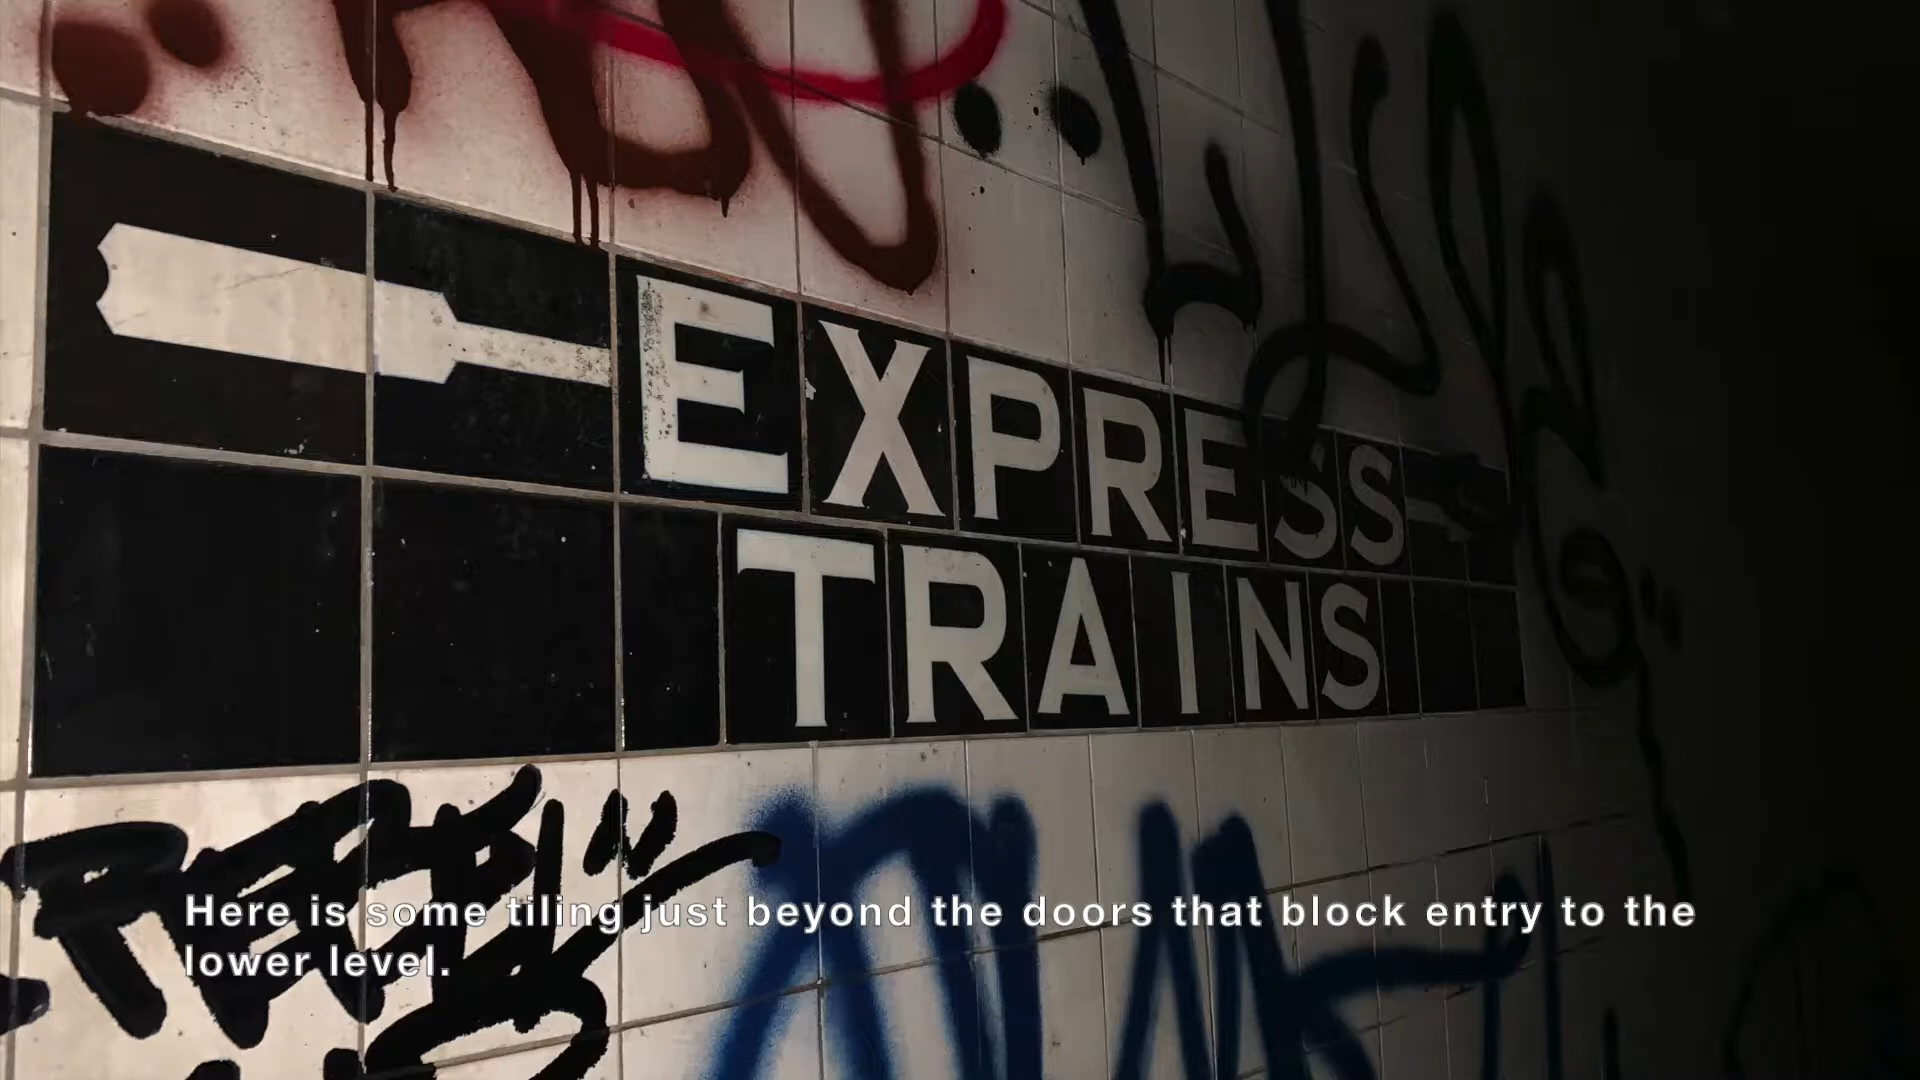 EXPRESS
TRAINS
Here is some tiling just beyond the doors that block entry to the
lower level.